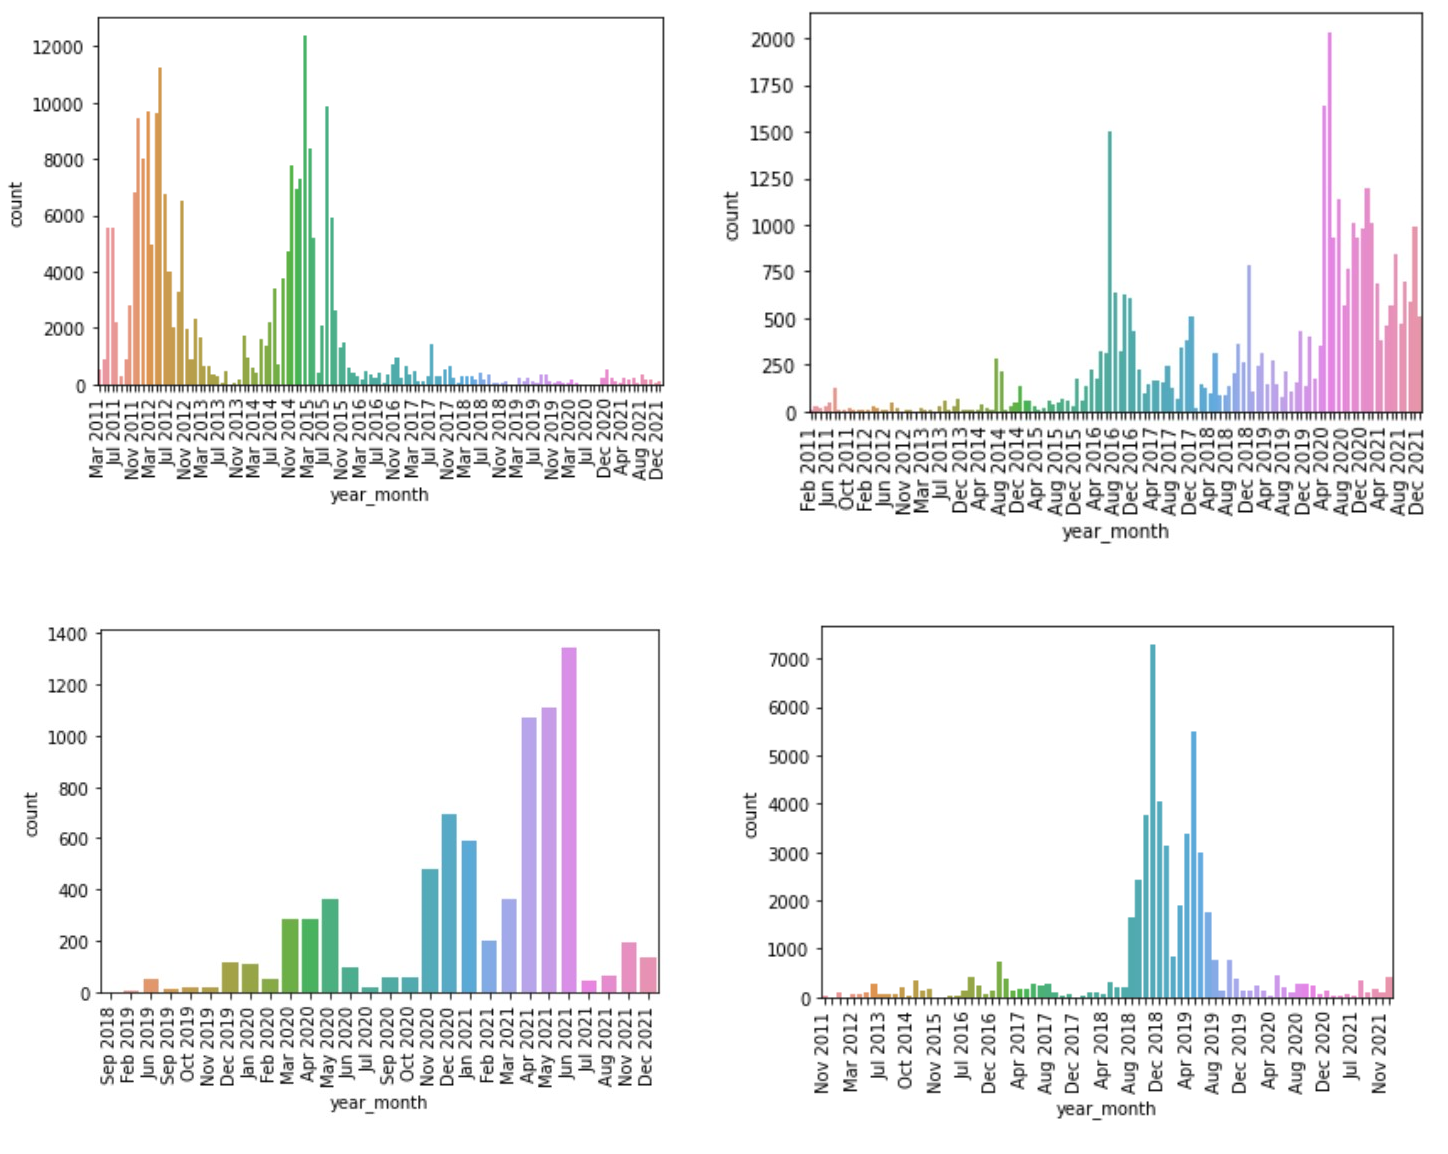 12000
10000
8000
6000
4000
2000
0
count
Mar 2011
Jul 2011
Nov 2011
Mar 2012
Jul 2012
Nov 2012
Mar 2013
Jul 2013
Nov 2013
Mar 2014
Jul 2014
Nov 2014
Mar 2015
Jul 2015
Nov 2015
Mar 2016
Jul 2016
Nov 2016
Mar 2017
Jul 2017
Nov 2017
Mar 2018
Jul 2018
Nov 2018
Mar 2019
Jul 2019
Nov 2019
Mar 2020
Jul 2020
Dec 2020
Apr 2021
Aug 2021
Dec 2021
year_month
2000
1750
1500
1250
1000
750
500
250
0
count
Feb 2011
Jun 2011
Oct 2011
Feb 2012
Jun 2012
Nov 2012
Mar 2013
Jul 2013
Dec 2013
Apr 2014
Aug 2014
Dec 2014
Apr 2015
Aug 2015
Dec 2015
Apr 2016
Aug 2016
Dec 2016
Apr 2017
Aug 2017
Dec 2017
Apr 2018
Aug 2018
Dec 2018
Apr 2019
Aug 2019
Dec 2019
Apr 2020
Aug 2020
Dec 2020
Apr 2021
Aug 2021
Dec 2021
year_month
1400
1200
1000
800
600
400
200
0
count
Sep 2018
Feb 2019
Jun 2019
Sep 2019
Oct 2019
Nov 2019
Dec 2019
Jan 2020
Feb 2020
Mar 2020
Apr 2020
May 2020
Jun 2020
Jul 2020
Sep 2020
Oct 2020
Nov 2020
Dec 2020
Jan 2021
Feb 2021
Mar 2021
Apr 2021
May 2021
Jun 2021
Jul 2021
Aug 2021
Nov 2021
Dec 2021
year_month
7000
6000
5000
4000
3000
2000
1000
0
count
Nov 2011
Mar 2012
Jul 2013
Oct 2014
Nov 2015
Jul 2016
Dec 2016
Apr 2017
Aug 2017
Dec 2017
Apr 2018
Aug 2018
Dec 2018
Apr 2019
Aug 2019
Dec 2019
Apr 2020
Aug 2020
Dec 2020
Jul 2021
Nov 2021
year_month